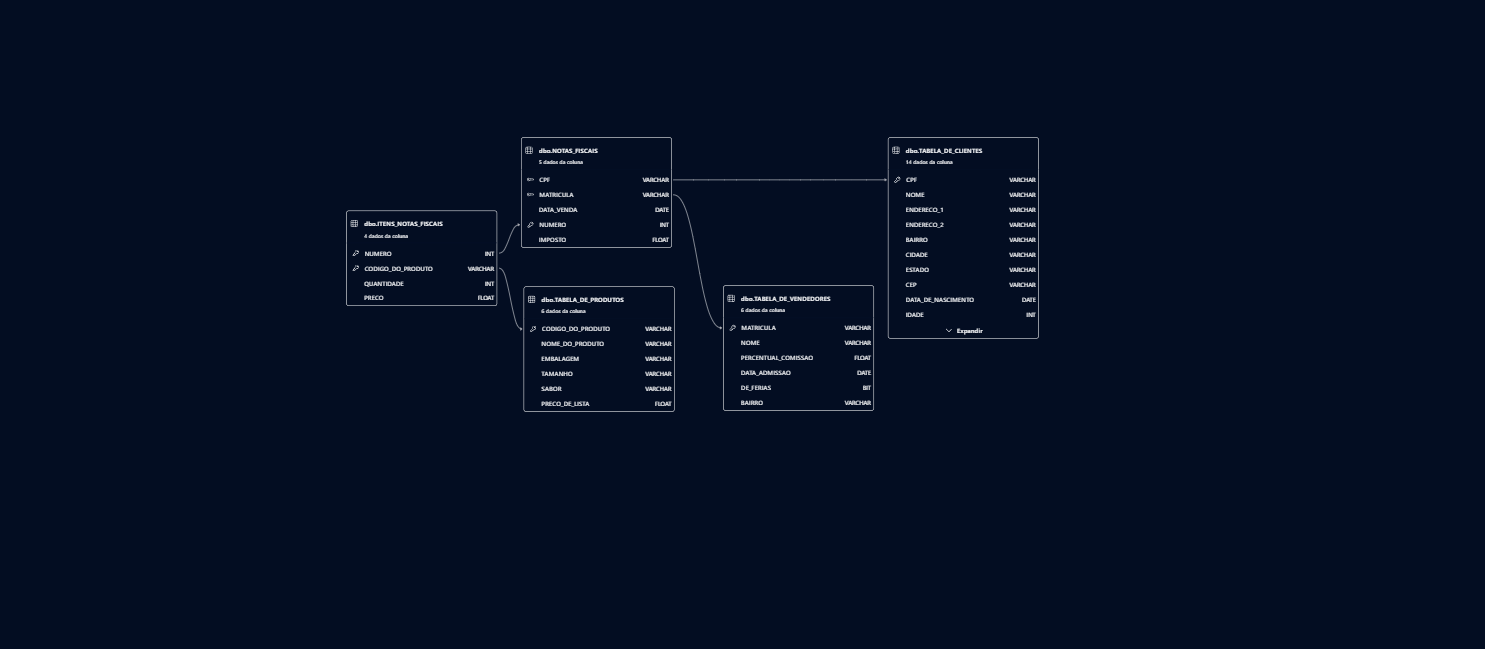 dbo.NOTAS_FISCAIS
5 dados da coluna
CPF VARCHAR
MATRICULA VARCHAR
DATA_VENDA DATE
NUMERO INT
IMPOSTO FLOAT
dbo.TABELA_DE_CLIENTES
14 dados da coluna
CPF VARCHAR
NOME VARCHAR
ENDERECO_1 VARCHAR
ENDERECO_2 VARCHAR
BAIRRO VARCHAR
CIDADE VARCHAR
ESTADO VARCHAR
CEP VARCHAR
DATA_DE_NASCIMENTO DATE
IDADE INT
Expandir
dbo.ITENS_NOTAS_FISCAIS
4 dados da coluna
NUMERO INT
CODIGO_DO_PRODUTO VARCHAR
QUANTIDADE INT
PRECO FLOAT
dbo.TABELA_DE_PRODUTOS
6 dados da coluna
CODIGO_DO_PRODUTO VARCHAR
NOME_DO_PRODUTO VARCHAR
EMBALAGEM VARCHAR
TAMANHO VARCHAR
SABOR VARCHAR
PRECO_DE_LISTA FLOAT
dbo.TABELA_DE_VENDEDORES
6 dados da coluna
MATRICULA VARCHAR
NOME VARCHAR
PERCENTUAL_COMISSAO FLOAT
DATA_ADMISSAO DATE
DE_FERIAS BIT
BAIRRO VARCHAR